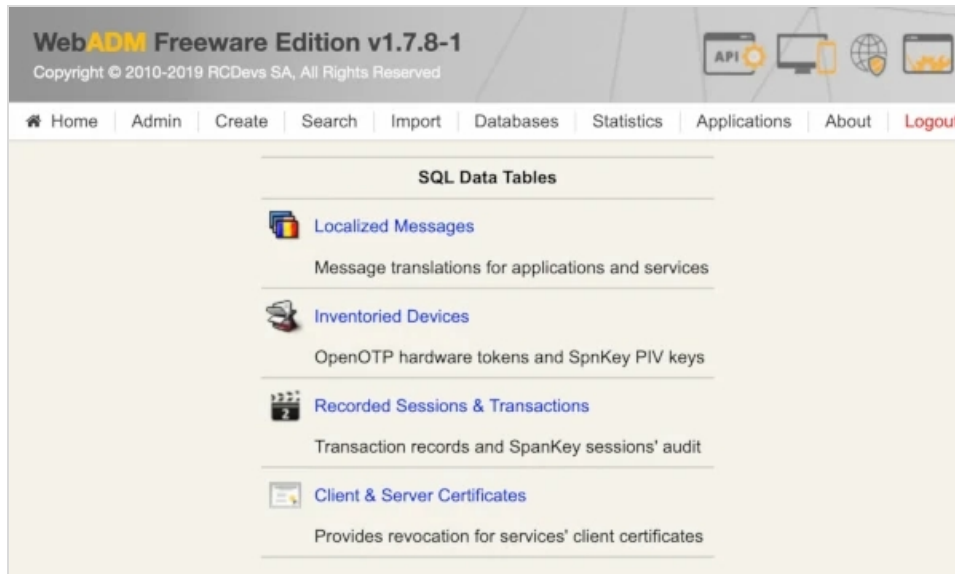 WebADM Freeware Edition v1.7.8-1
Copyright © 2010-2019 RCDevs SA, All Rights Reserved
API
Home Admin Create Search Import Databases Statistics Applications About Logout
SQL Data Tables
Localized Messages
Message translations for applications and services
Inventoried Devices
OpenOTP hardware tokens and SpnKey PIV keys
2
Recorded Sessions & Transactions
Transaction records and SpanKey sessions' audit
Client & Server Certificates
Provides revocation for services' client certificates